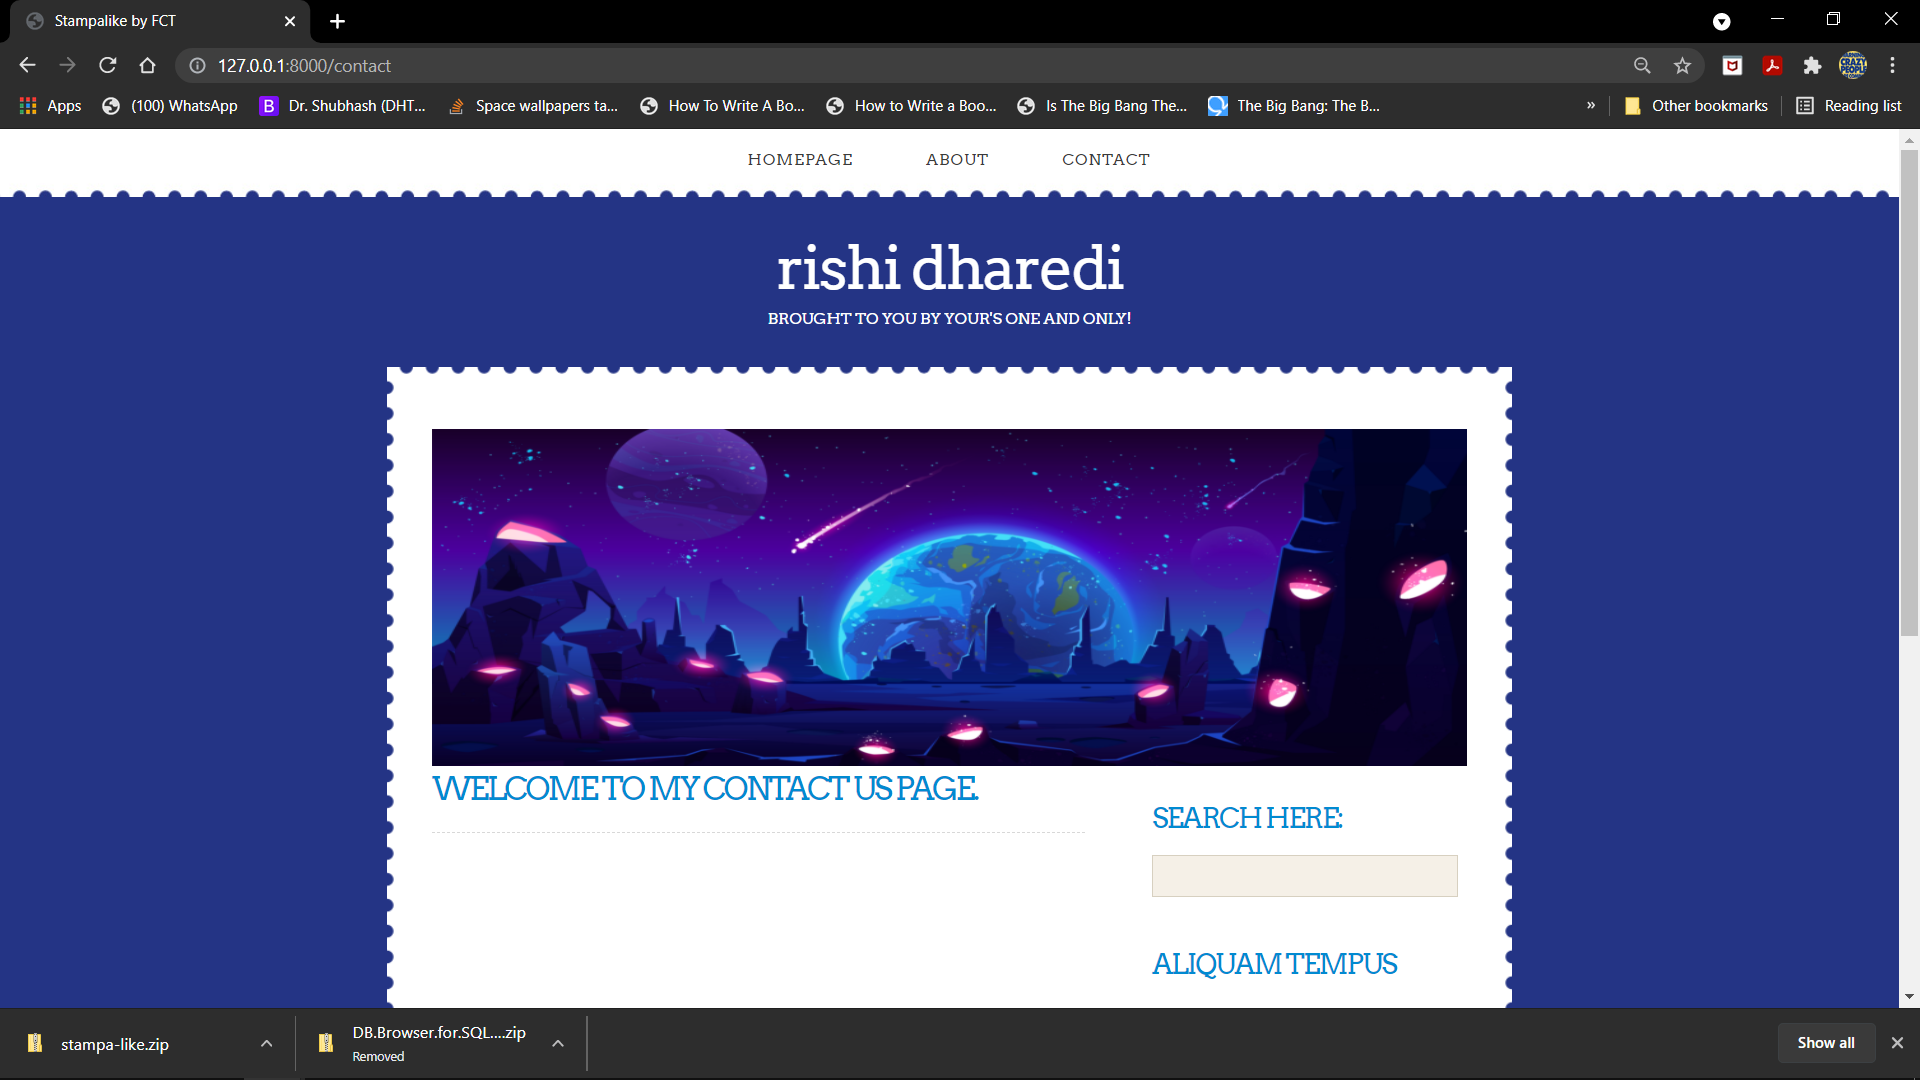 Stampalike by FCT
127.0.0.1:8000/contact
Apps
(100) WhatsApp
B
Dr. Shubhash (DHT...
Space wallpapers ta...
How To Write A Bo...
How to Write a Boo...
Is The Big Bang The...
The Big Bang: The B...
»
Other bookmarks
Reading list
HOMEPAGE
ABOUT
CONTACT
rishi dharedi
BROUGHT TO YOU BY YOUR'S ONE AND ONLY!
WELCOME TO MY CONTACT US PAGE.
SEARCH HERE:
ALIQUAM TEMPUS
stampa-like.zip
DB.Browser.for.SQL....zip
Removed
Show all